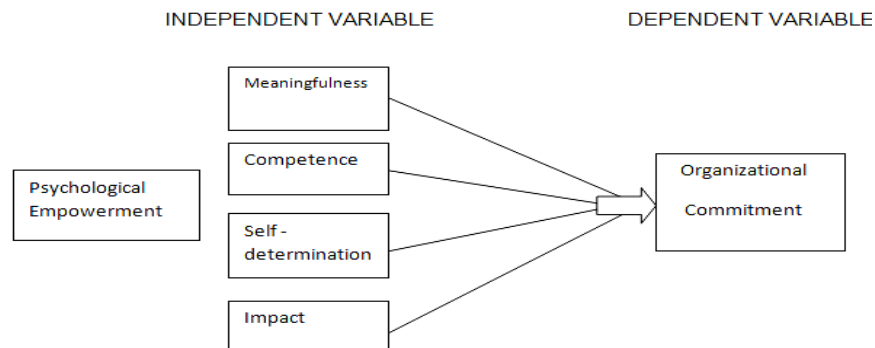 INDEPENDENT VARIABLE
DEPENDENT VARIABLE
Meaningfulness
Competence
Psychological
Empowerment
Self -
determination
Impact
Organizational
Commitment